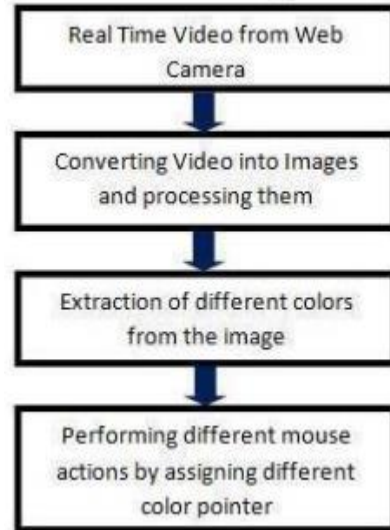 Real Time Video from Web
Camera
Converting Video into Images
and processing them
Extraction of different colors
from the image
Performing different mouse
actions by assigning different
color pointer